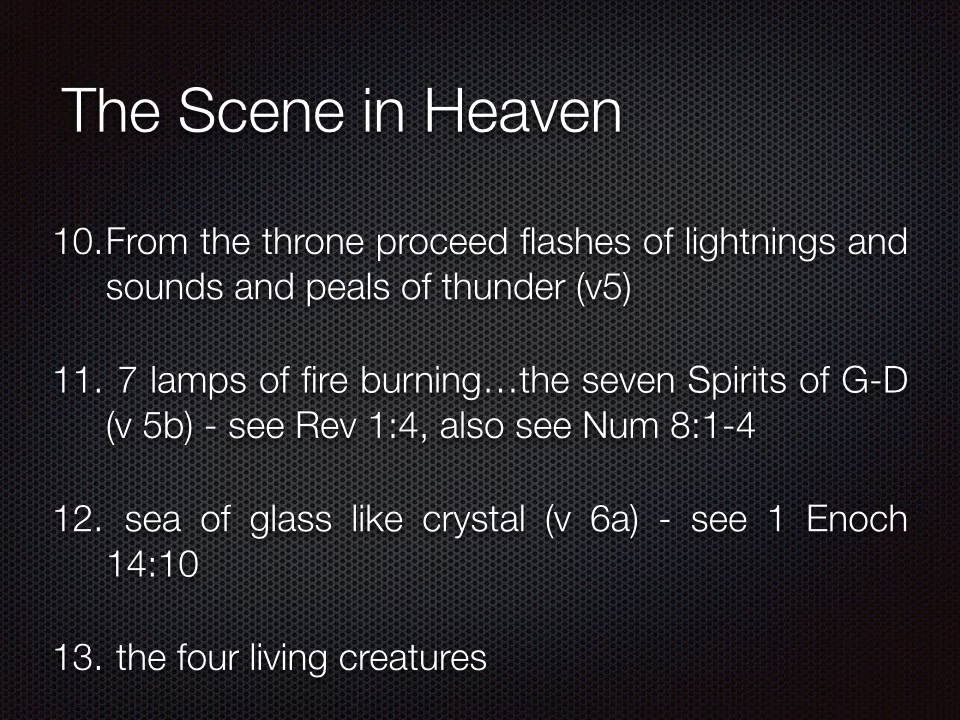 The Scene in Heaven
10. From the throne proceed flashes of lightnings and
sounds and peals of thunder (v5)
11. 7 lamps of fire burning…the seven Spirits of G-D
(v 5b) - see Rev 1:4, also see Num 8:1-4
12. sea of glass like crystal (v 6a) - see 1 Enoch
14:10
13. the four living creatures